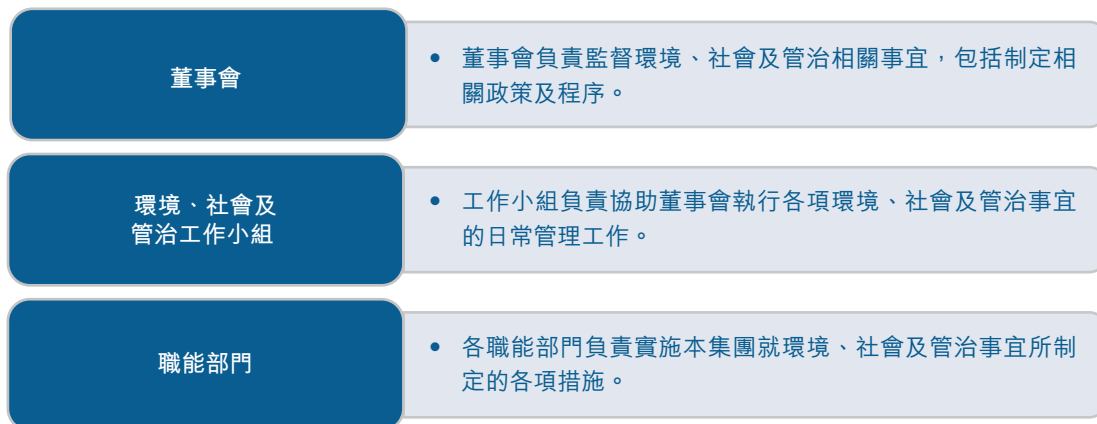 董事會
• 董事會負責監督環境、社會及管治相關事宜，包括制定相
關政策及程序。
環境、社會及
管治工作小組
• 工作小組負責協助董事會執行各項環境、社會及管治事宜
的日常管理工作。
職能部門
• 各職能部門負責實施本集團就環境、社會及管治事宜所制
定的各項措施。